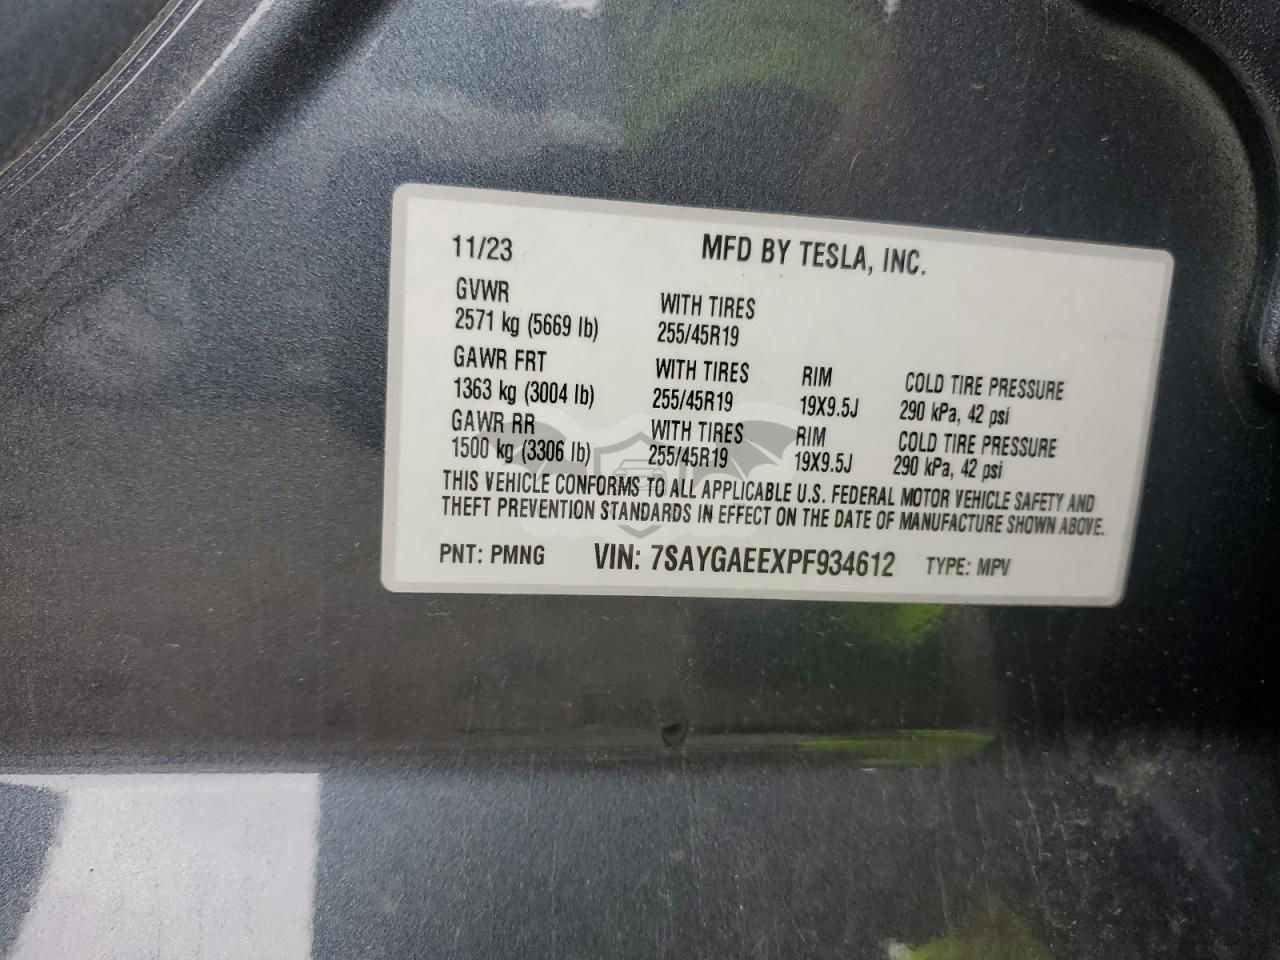 11/23 MFD BY TESLA, INC.
GVWR WITH TIRES
2571 kg (5669 lb) 255/45R19
GAWR FRT WITH TIRES RIM COLD TIRE PRESSURE
1363 kg (3004 lb) 255/45R19 19X9.5J 290 kPa, 42 psi
GAWR RR WITH TIRES RIM COLD TIRE PRESSURE
1500 kg (3306 lb) 255/45R19 19X9.5J 290 kPa, 42 psi
THIS VEHICLE CONFORMS TO ALL APPLICABLE U.S. FEDERAL MOTOR VEHICLE SAFETY AND
THEFT PREVENTION STANDARDS IN EFFECT ON THE DATE OF MANUFACTURE SHOWN ABOVE.
PNT: PMNG VIN: 7SAYGAEEXPF934612 TYPE: MPV